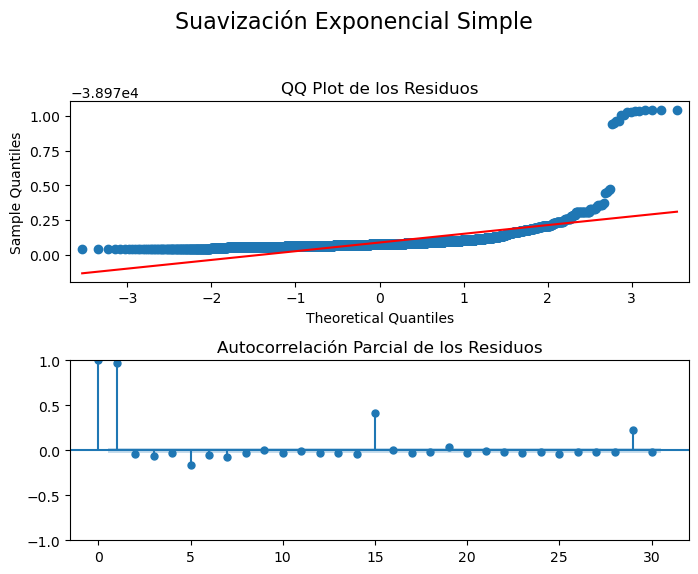 Suavización Exponencial Simple
QQ Plot de los Residuos
−3.897e4
1.00
0.75
0.50
0.25
0.00
Sample Quantiles
−3 −2 −1 0 1 2 3
Theoretical Quantiles
Autocorrelación Parcial de los Residuos
1.0
0.5
0.0
−0.5
−1.0
0 5 10 15 20 25 30